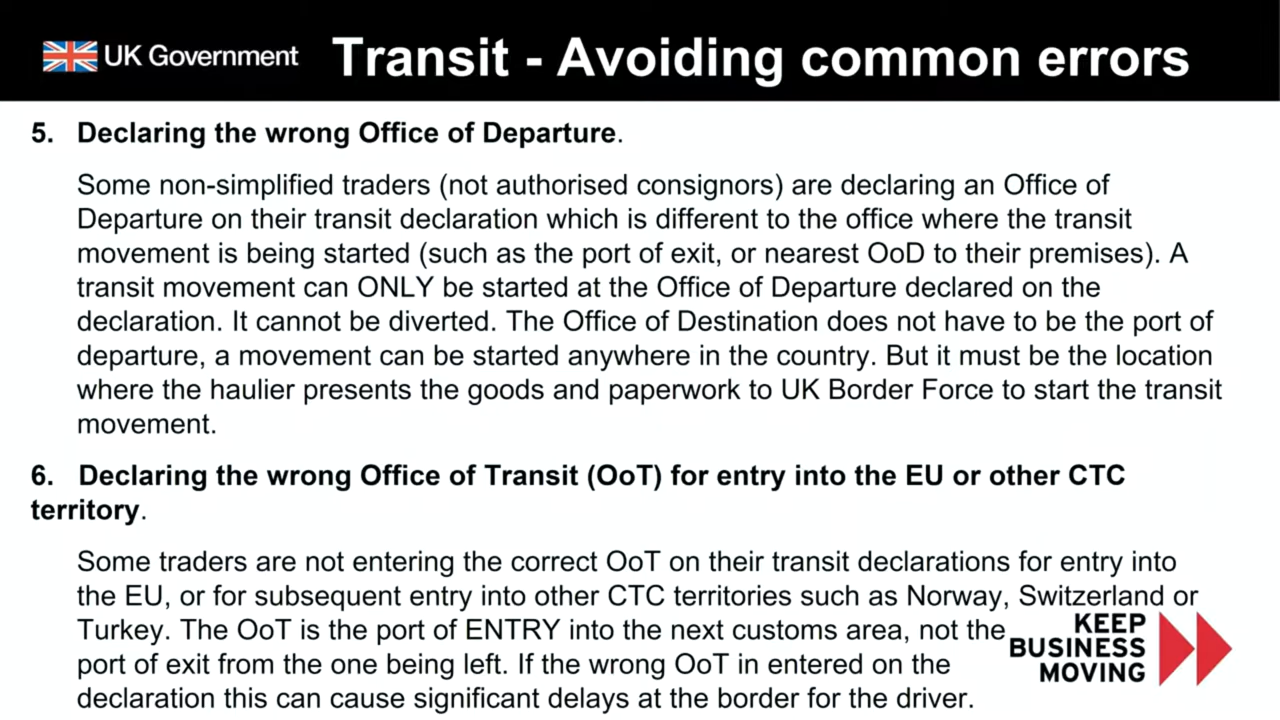 UK Government
Transit - Avoiding common errors
5. Declaring the wrong Office of Departure.
Some non-simplified traders (not authorised consignors) are declaring an Office of
Departure on their transit declaration which is different to the office where the transit
movement is being started (such as the port of exit, or nearest OoD to their premises). A
transit movement can ONLY be started at the Office of Departure declared on the
declaration. It cannot be diverted. The Office of Destination does not have to be the port of
departure, a movement can be started anywhere in the country. But it must be the location
where the haulier presents the goods and paperwork to UK Border Force to start the transit
movement.
6. Declaring the wrong Office of Transit (OoT) for entry into the EU or other CTC
territory.
Some traders are not entering the correct OoT on their transit declarations for entry into
the EU, or for subsequent entry into other CTC territories such as Norway, Switzerland or
Turkey. The OoT is the port of ENTRY into the next customs area, not the
port of exit from the one being left. If the wrong OoT in entered on the
declaration this can cause significant delays at the border for the driver.
KEEP
BUSINESS
MOVING